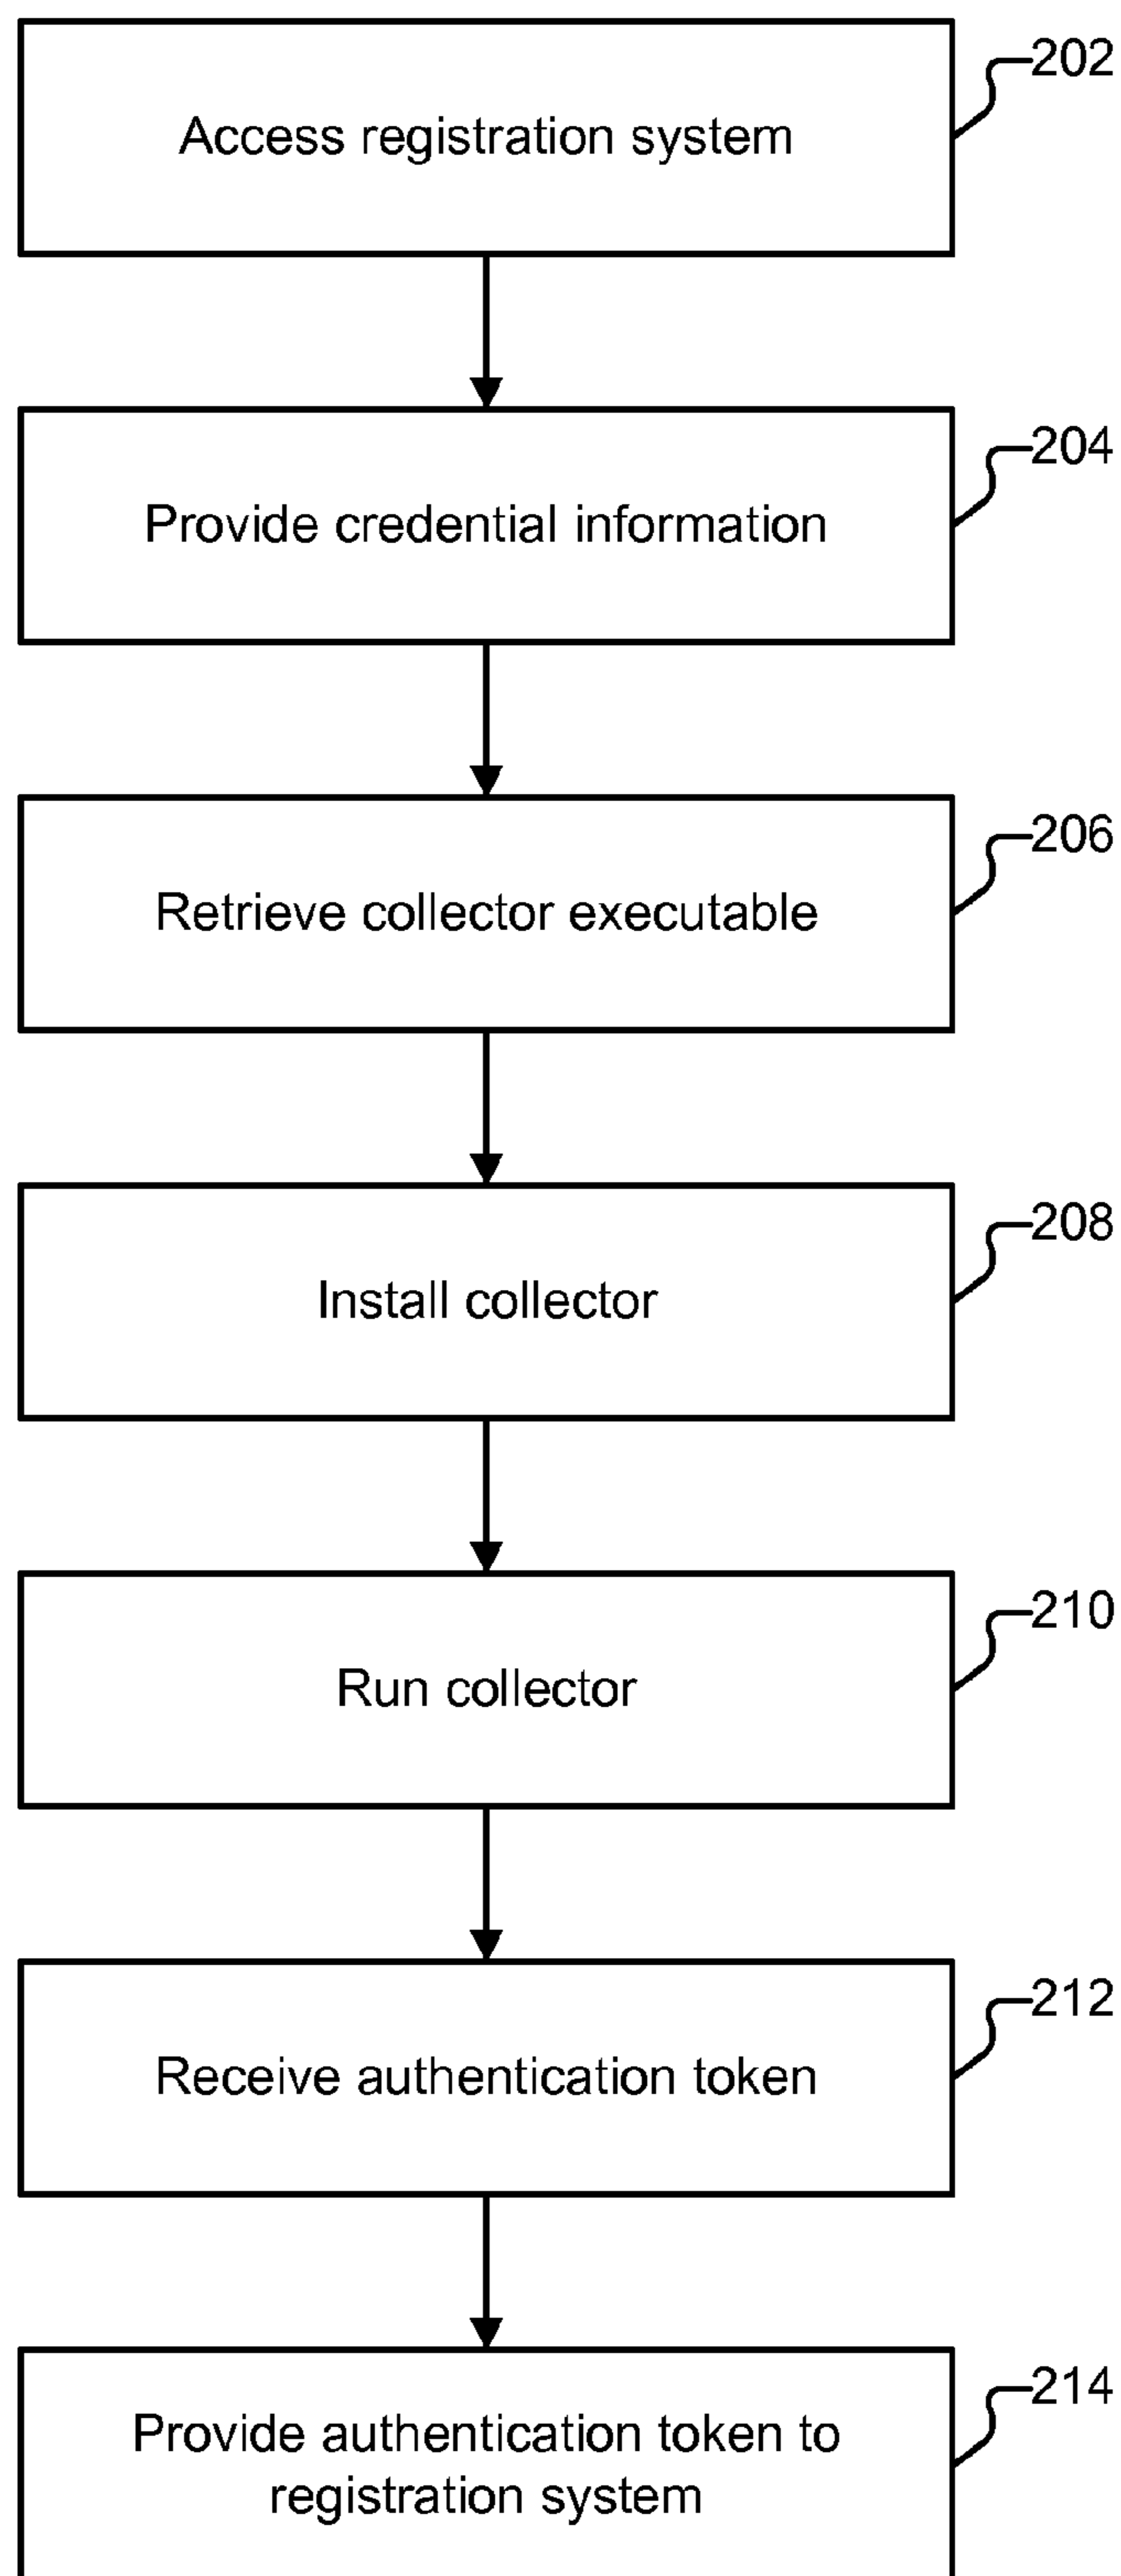 Access registration system
202
Provide credential information
204
Retrieve collector executable
206
Install collector
208
Run collector
210
Receive authentication token
212
Provide authentication token to
registration system
214